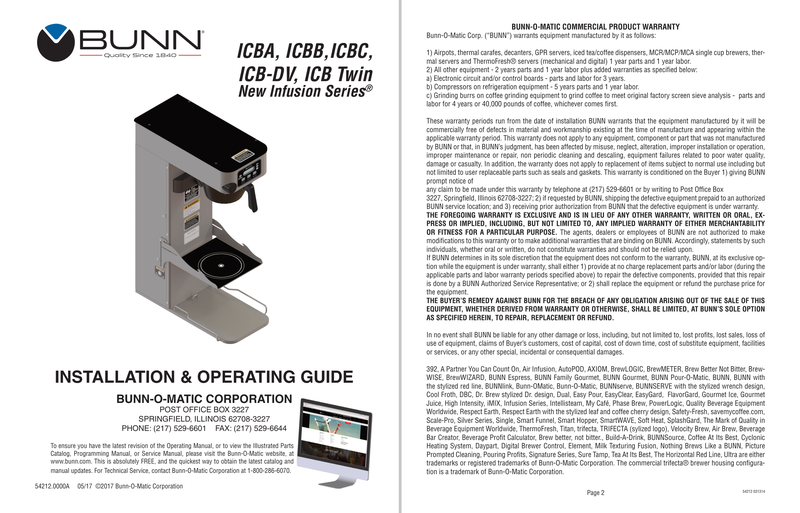 BUNN®
Quality Since 1840
ICBA, ICBB,ICBC,
ICB-DV, ICB Twin
New Infusion Series®
INSTALLATION & OPERATING GUIDE
BUNN-O-MATIC CORPORATION
POST OFFICE BOX 3227
SPRINGFIELD, ILLINOIS 62708-3227
PHONE: (217) 529-6601 FAX: (217) 529-6644
To ensure you have the latest revision of the Operating Manual, or to view the Illustrated Parts
Catalog, Programming Manual, or Service Manual, please visit the Bunn-O-Matic website, at
www.bunn.com. This is absolutely FREE, and the quickest way to obtain the latest catalog and
manual updates. For Technical Service, contact Bunn-O-Matic Corporation at 1-800-286-6070.
54212.0000A 05/17 ©2017 Bunn-O-Matic Corporation
BUNN-O-MATIC COMMERCIAL PRODUCT WARRANTY
Bunn-O-Matic Corp. (“BUNN”) warrants equipment manufactured by it as follows:
1) Airpots, thermal carafes, decanters, GPR servers, iced tea/coffee dispensers, MCR/MCP/MCA single cup brewers, ther-
mal servers and ThermoFresh® servers (mechanical and digital) 1 year parts and 1 year labor.
2) All other equipment - 2 years parts and 1 year labor plus added warranties as specified below:
a) Electronic circuit and/or control boards - parts and labor for 3 years.
b) Compressors on refrigeration equipment - 5 years parts and 1 year labor.
c) Grinding burrs on coffee grinding equipment to grind coffee to meet original factory screen sieve analysis - parts and
labor for 4 years or 40,000 pounds of coffee, whichever comes first.
These warranty periods run from the date of installation BUNN warrants that the equipment manufactured by it will be
commercially free of defects in material and workmanship existing at the time of manufacture and appearing within the
applicable warranty period. This warranty does not apply to any equipment, component or part that was not manufactured
by BUNN or that, in BUNN’s judgment, has been affected by misuse, neglect, alteration, improper installation or operation,
improper maintenance or repair, non periodic cleaning and descaling, equipment failures related to poor water quality,
damage or casualty. In addition, the warranty does not apply to replacement of items subject to normal use including but
not limited to user replaceable parts such as seals and gaskets. This warranty is conditioned on the Buyer 1) giving BUNN
prompt notice of
any claim to be made under this warranty by telephone at (217) 529-6601 or by writing to Post Office Box
3227, Springfield, Illinois 62708-3227; 2) if requested by BUNN, shipping the defective equipment prepaid to an authorized
BUNN service location; and 3) receiving prior authorization from BUNN that the defective equipment is under warranty.
THE FOREGOING WARRANTY IS EXCLUSIVE AND IS IN LIEU OF ANY OTHER WARRANTY, WRITTEN OR ORAL, EX-
PRESS OR IMPLIED, INCLUDING, BUT NOT LIMITED TO, ANY IMPLIED WARRANTY OF EITHER MERCHANTABILITY
OR FITNESS FOR A PARTICULAR PURPOSE. The agents, dealers or employees of BUNN are not authorized to make
modifications to this warranty or to make additional warranties that are binding on BUNN. Accordingly, statements by such
individuals, whether oral or written, do not constitute warranties and should not be relied upon.
If BUNN determines in its sole discretion that the equipment does not conform to the warranty, BUNN, at its exclusive op-
tion while the equipment is under warranty, shall either 1) provide at no charge replacement parts and/or labor (during the
applicable parts and labor warranty periods specified above) to repair the defective components, provided that this repair
is done by a BUNN Authorized Service Representative; or 2) shall replace the equipment or refund the purchase price for
the equipment.
THE BUYER’S REMEDY AGAINST BUNN FOR THE BREACH OF ANY OBLIGATION ARISING OUT OF THE SALE OF THIS
EQUIPMENT, WHETHER DERIVED FROM WARRANTY OR OTHERWISE, SHALL BE LIMITED, AT BUNN’S SOLE OPTION
AS SPECIFIED HEREIN, TO REPAIR, REPLACEMENT OR REFUND.
In no event shall BUNN be liable for any other damage or loss, including, but not limited to, lost profits, lost sales, loss of
use of equipment, claims of Buyer’s customers, cost of capital, cost of down time, cost of substitute equipment, facilities
or services, or any other special, incidental or consequential damages.
392, A Partner You Can Count On, Air Infusion, AutoPOD, AXIOM, BrewLOGIC, BrewMETER, Brew Better Not Bitter, Brew-
WISE, BrewWIZARD, BUNN Espress, BUNN Family Gourmet, BUNN Gourmet, BUNN Pour-O-Matic, BUNN, BUNN with
the stylized red line, BUNNlink, Bunn-OMatic, Bunn-O-Matic, BUNNserve, BUNNSERVE with the stylized wrench design,
Cool Froth, DBC, Dr. Brew stylized Dr. design, Dual, Easy Pour, EasyClear, EasyGard, FlavorGard, Gourmet Ice, Gourmet
Juice, High Intensity, iMIX, Infusion Series, Intellisteam, My Café, Phase Brew, PowerLogic, Quality Beverage Equipment
Worldwide, Respect Earth, Respect Earth with the stylized leaf and coffee cherry design, Safety-Fresh, savemycoffee.com,
Scale-Pro, Silver Series, Single, Smart Funnel, Smart Hopper, SmartWAVE, Soft Heat, SplashGard, The Mark of Quality in
Beverage Equipment Worldwide, ThermoFresh, Titan, trifecta, TRIFECTA (sylized logo), Velocity Brew, Air Brew, Beverage
Bar Creator, Beverage Profit Calculator, Brew better, not bitter., Build-A-Drink, BUNNSource, Coffee At Its Best, Cyclonic
Heating System, Daypart, Digital Brewer Control, Element, Milk Texturing Fusion, Nothing Brews Like a BUNN, Picture
Prompted Cleaning, Pouring Profits, Signature Series, Sure Tamp, Tea At Its Best, The Horizontal Red Line, Ultra are either
trademarks or registered trademarks of Bunn-O-Matic Corporation. The commercial trifecta® brewer housing configura-
tion is a trademark of Bunn-O-Matic Corporation.
Page 2
54212 031314